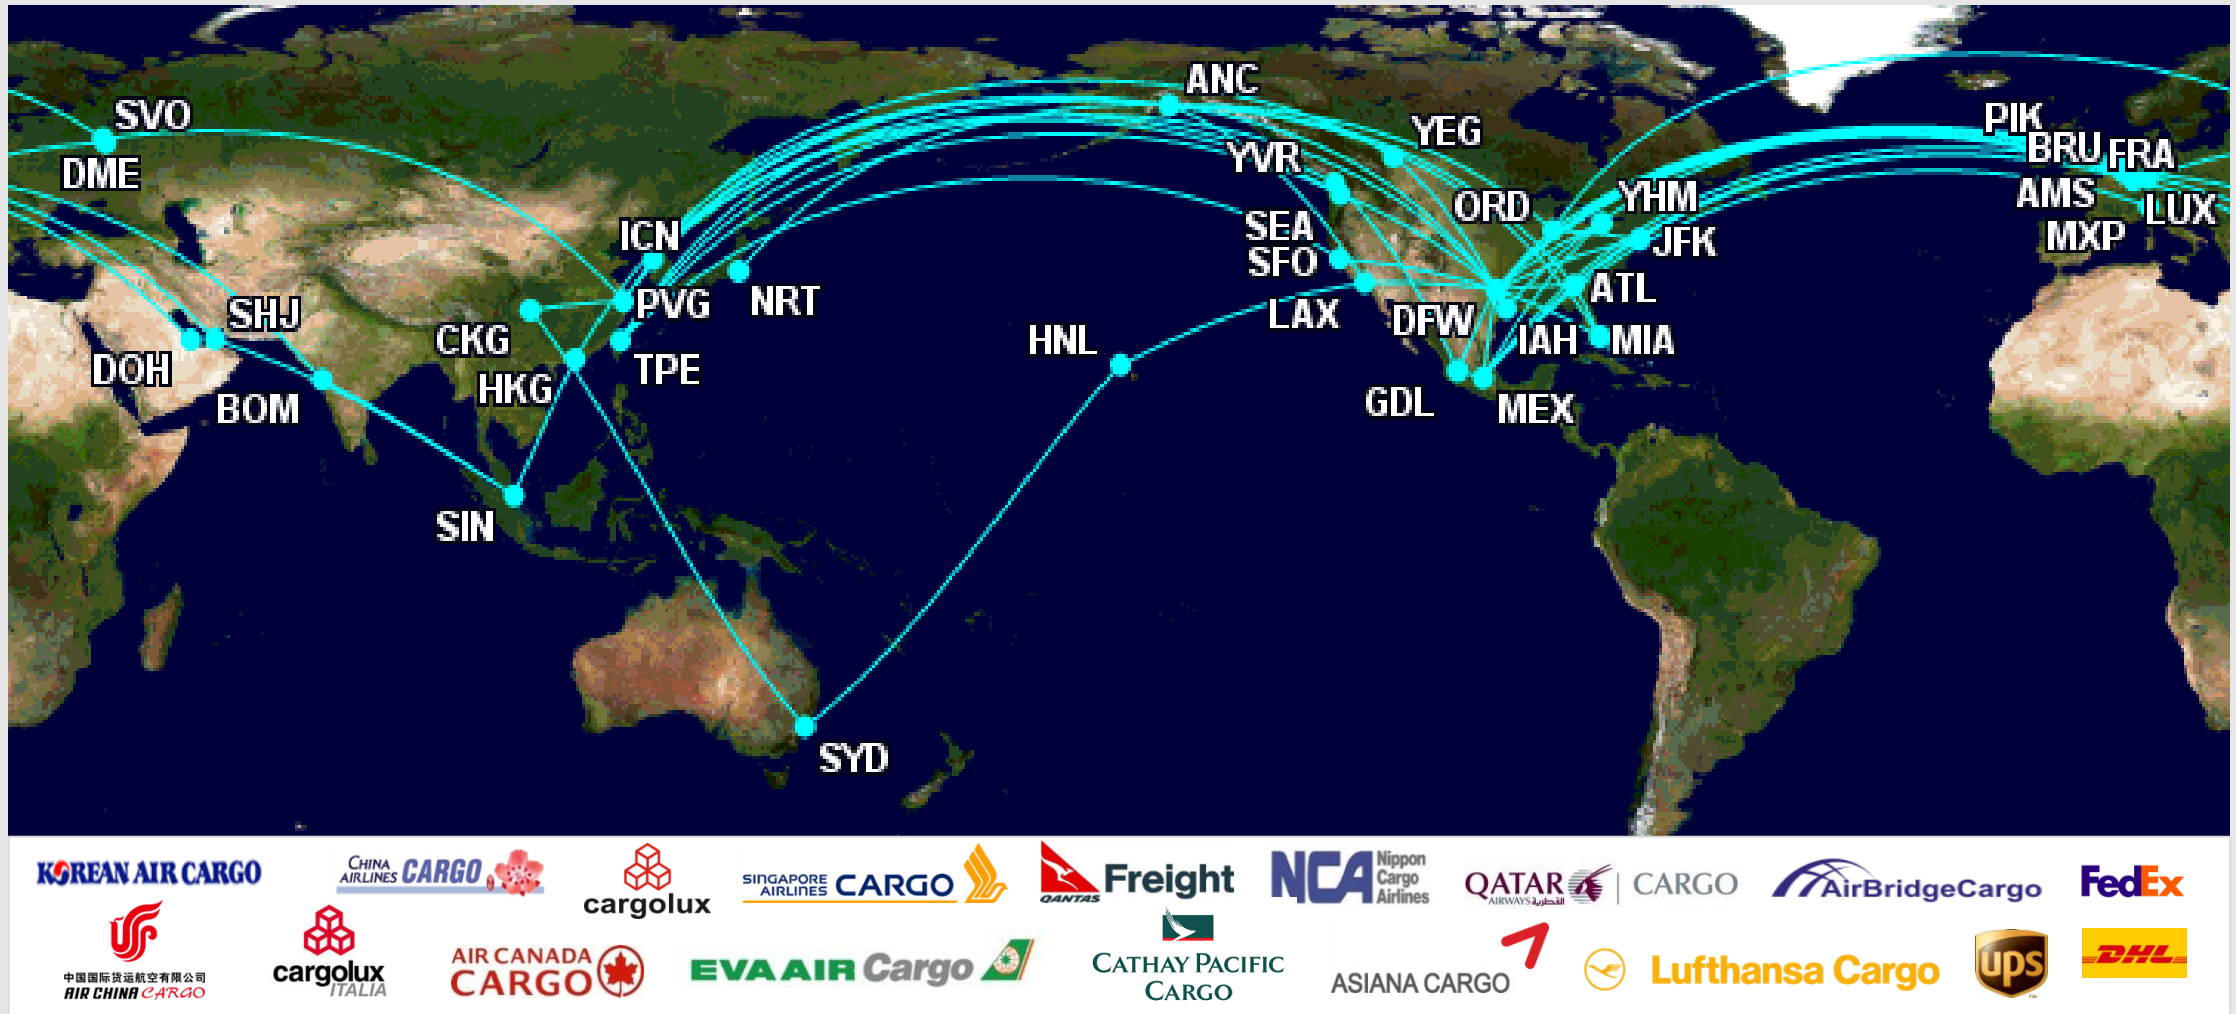 ANC
SVO
PIK
YEG
BRU
FRA
YVR
DME
AMS
YHM
ORD
LUX
SEA
ICN
MXP
JFK
SFO
ATL
NRT
PVG
SHJ
LAX
DFW
CKG
HNL
IAH
MIA
DOH
TPE
HKG
GDL
BOM
MEX
SIN
SYD
KOREAN AIR CARGO
CHINA
AIRLINES CARGO
cargolux
SINGAPORE
AIRLINES CARGO
QANTAS Freight
NCA Nippon
Cargo
Airlines
QATAR
AIRWAYS القطرية CARGO
AirBridgeCargo
FedEx
中国国际货运航空有限公司
AIR CHINA CARGO
cargolux
ITALIA
AIR CANADA
CARGO
EVA AIR Cargo
CATHAY PACIFIC
CARGO
ASIANA CARGO
Lufthansa Cargo
ups
DHL